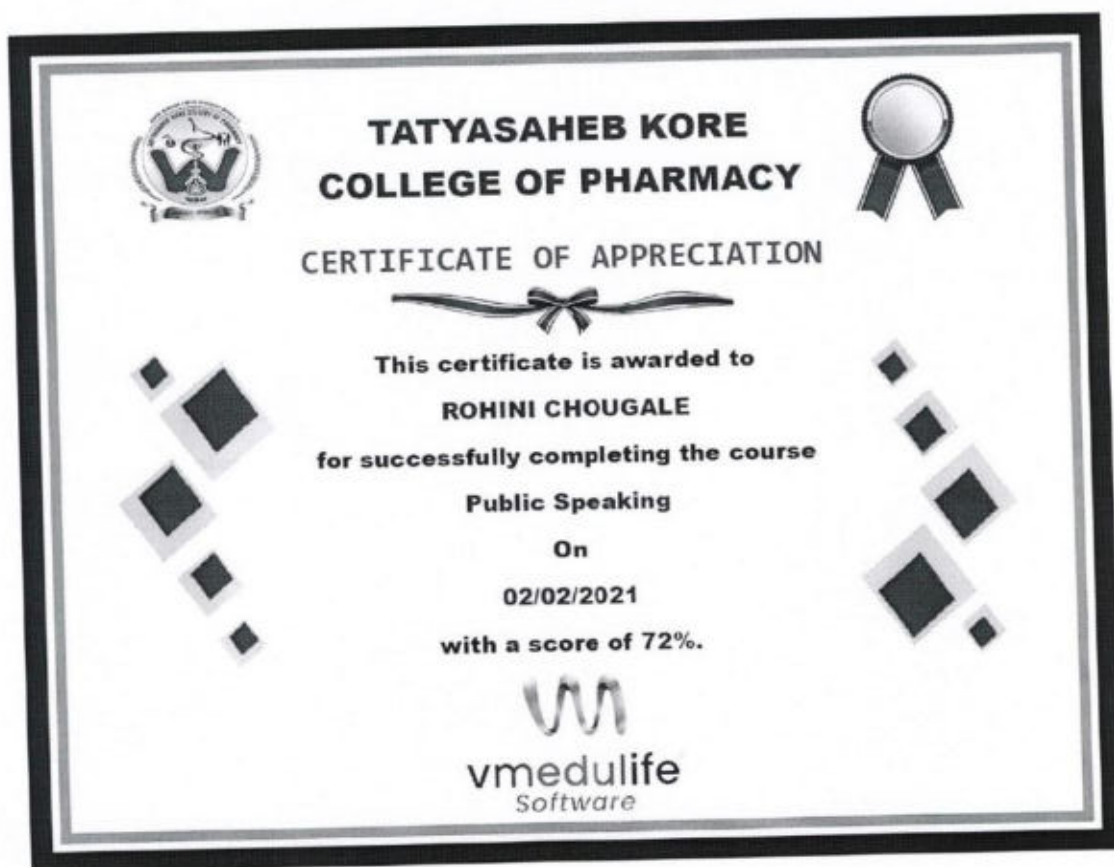 TATYASAHEB KORE
COLLEGE OF PHARMACY
CERTIFICATE OF APPRECIATION
This certificate is awarded to
ROHINI CHOUGALE
for successfully completing the course
Public Speaking
On
02/02/2021
with a score of 72%.
vmedulife
Software